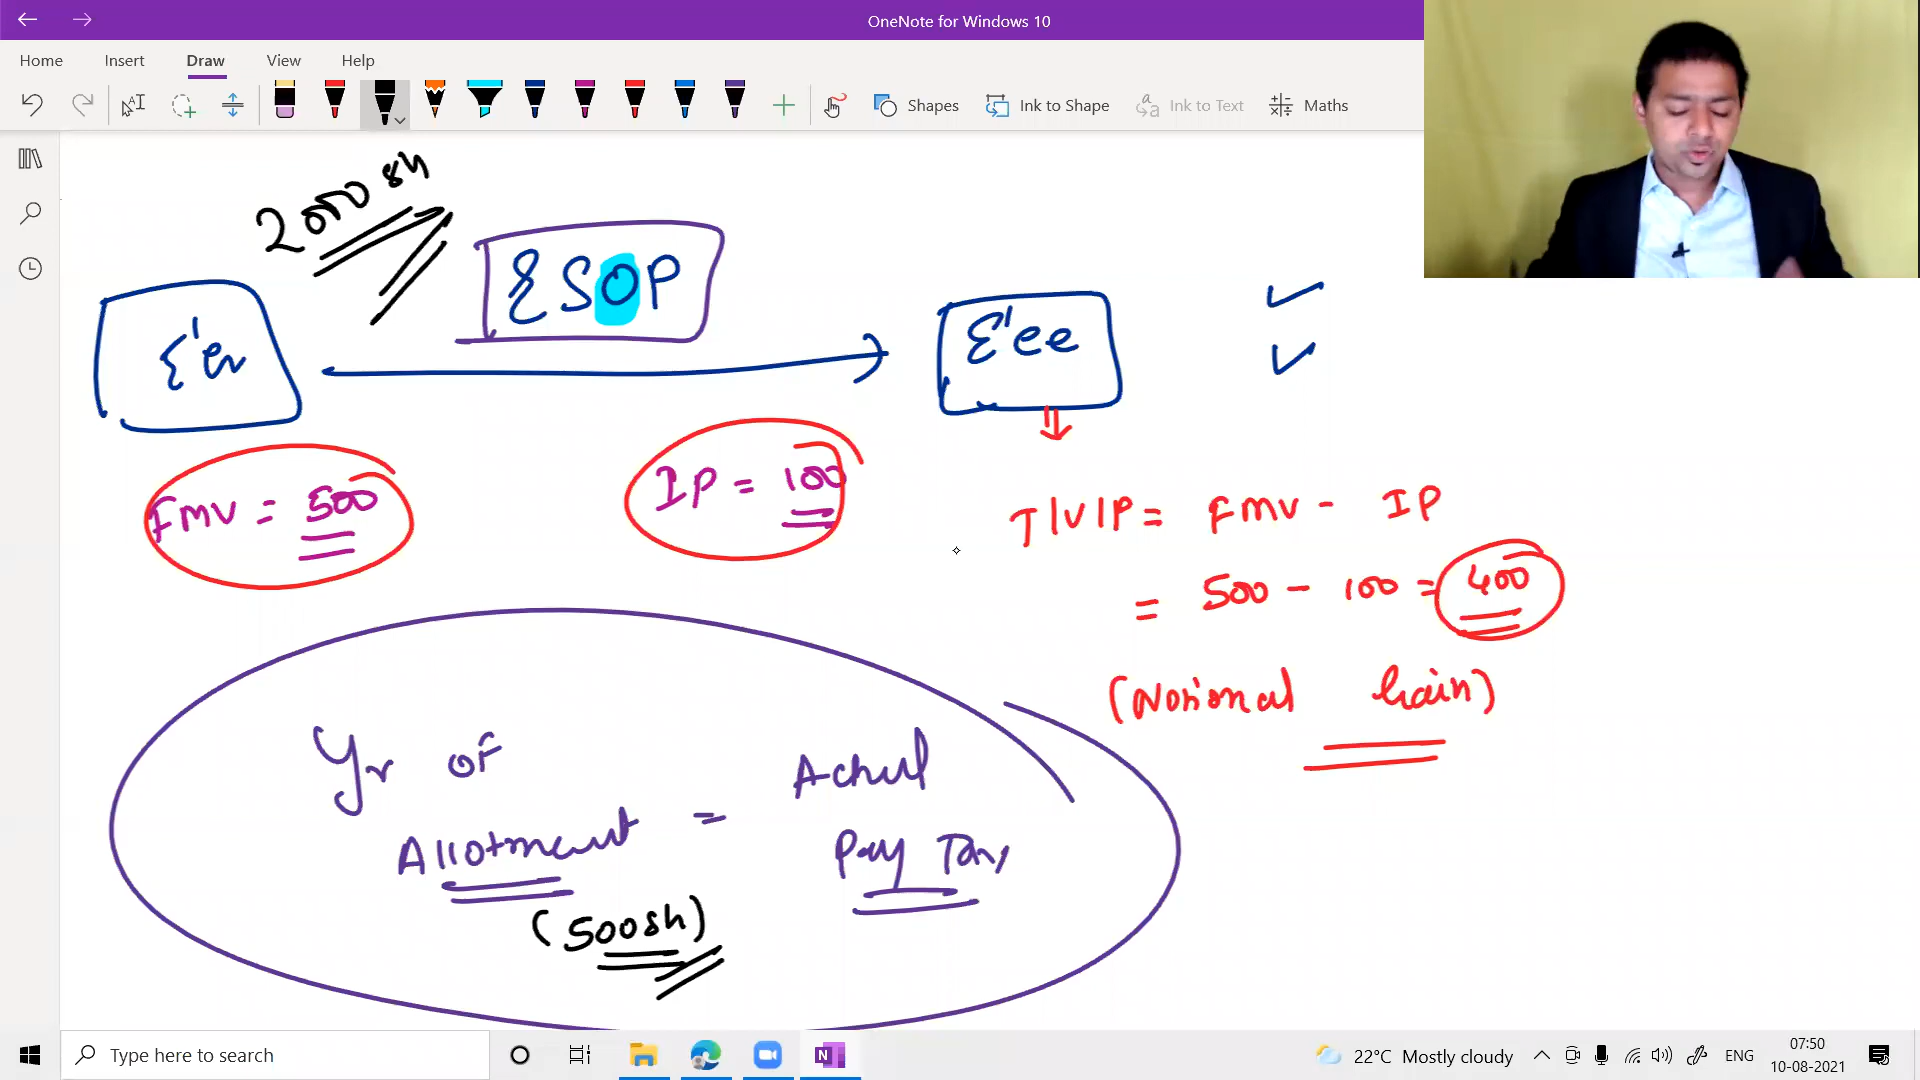 OneNote for Windows 10
Home Insert Draw View Help
Shapes Ink to Shape Ink to Text Maths
2000 sh
ESOP
E'er
E'ee
FMV = 500
IP = 100
T|V|P = FMV - IP
= 500 - 100 = 400
(Notional Gain)
Yr of
Allotment = Actual
Pay Tax
(500sh)
Type here to search
22°C Mostly cloudy
ENG
07:50
10-08-2021